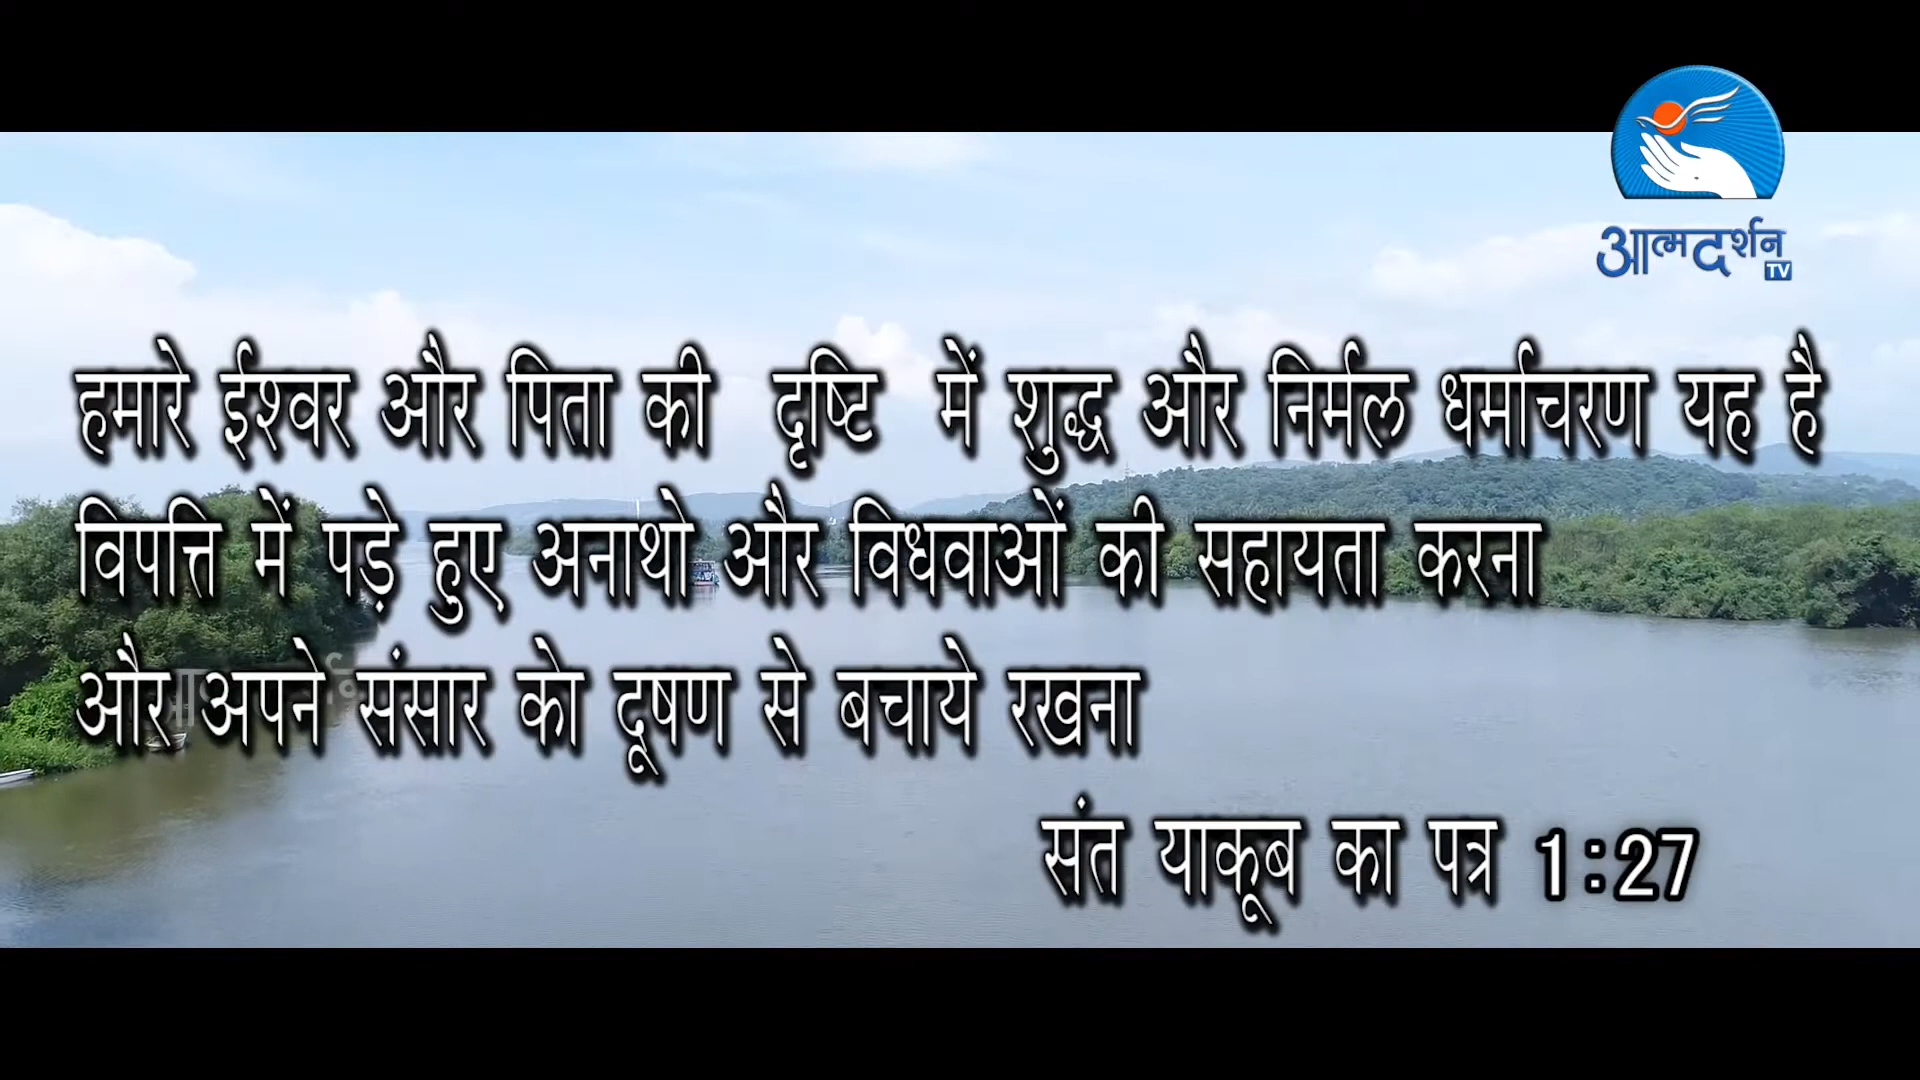 आत्मदर्शन
TV
हमारे ईश्वर और पिता की दृष्टि में शुद्ध और निर्मल धर्माचरण यह है
विपत्ति में पड़े हुए अनाथो और विधवाओं की सहायता करना
और अपने संसार को दूषण से बचाये रखना
संत याकूब का पत्र 1:27